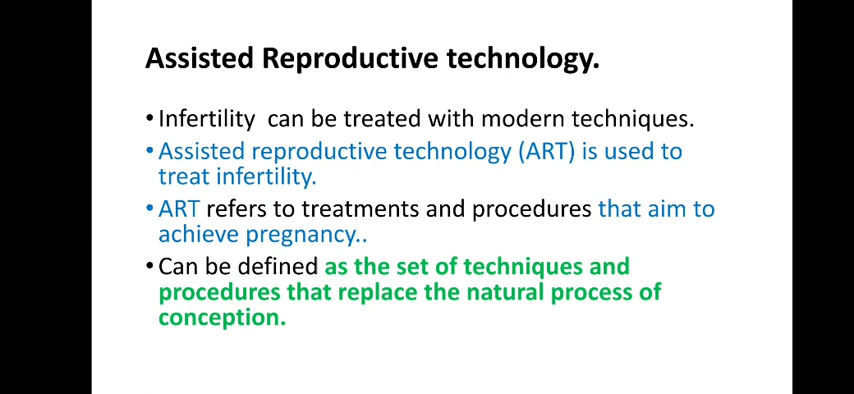 Assisted Reproductive technology.
•Infertility  can be treated with modern techniques.
•Assisted reproductive technology (ART) is used to
treat infertility.
•ART refers to treatments and procedures that aim to
achieve pregnancy..
•Can be defined as the set of techniques and
procedures that replace the natural process of
conception.